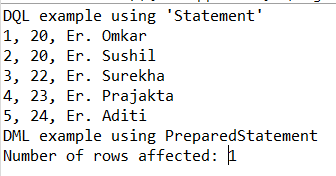 DQL example using 'Statement'
1, 20, Er. Omkar
2, 20, Er. Sushil
3, 22, Er. Surekha
4, 23, Er. Prajakta
5, 24, Er. Aditi
DML example using PreparedStatement
Number of rows affected: 1